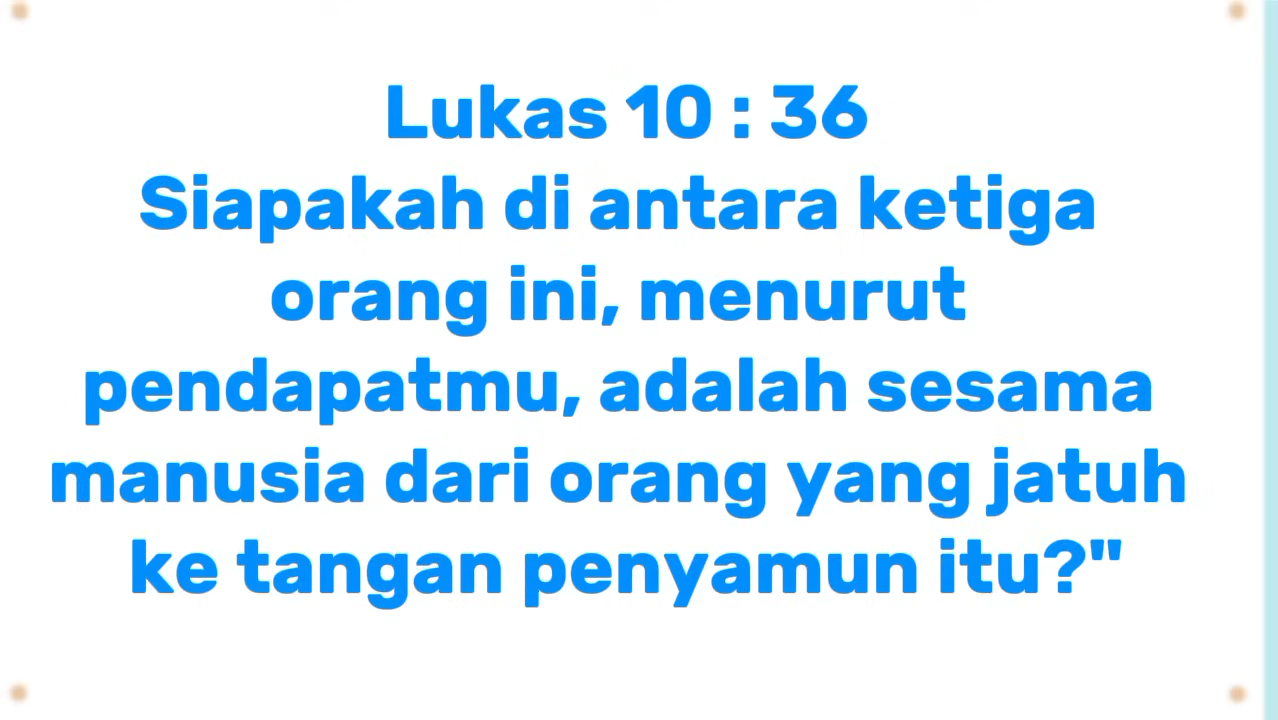 Lukas 10 : 36
Siapakah di antara ketiga
orang ini, menurut
pendapatmu, adalah sesama
manusia dari orang yang jatuh
ke tangan penyamun itu?"